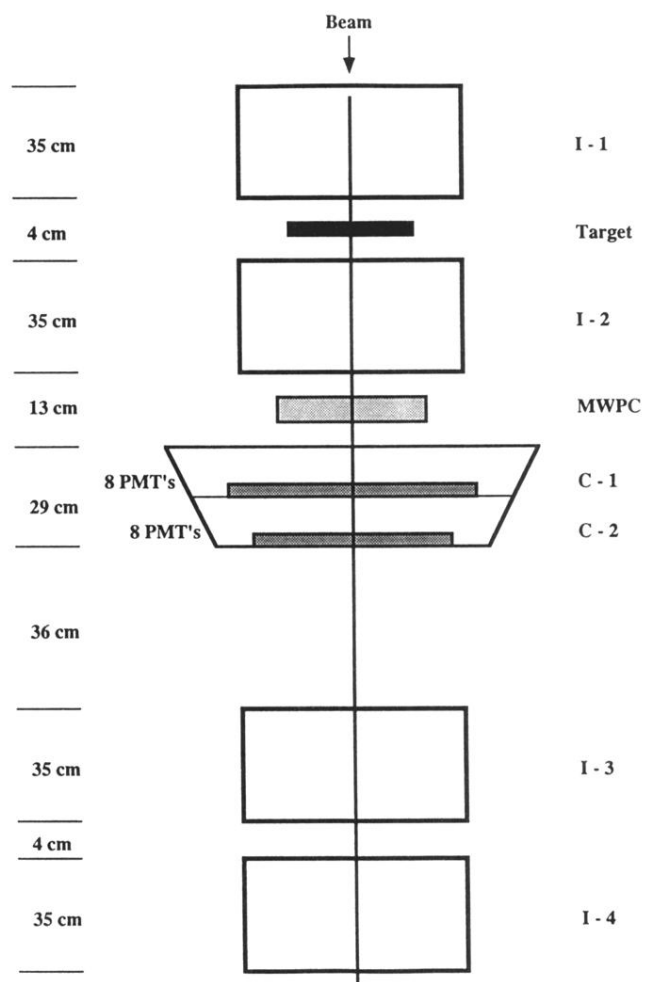 Beam
35 cm
I - 1
4 cm
Target
35 cm
I - 2
13 cm
MWPC
8 PMT's
C - 1
29 cm
8 PMT's
C - 2
36 cm
35 cm
I - 3
4 cm
35 cm
I - 4